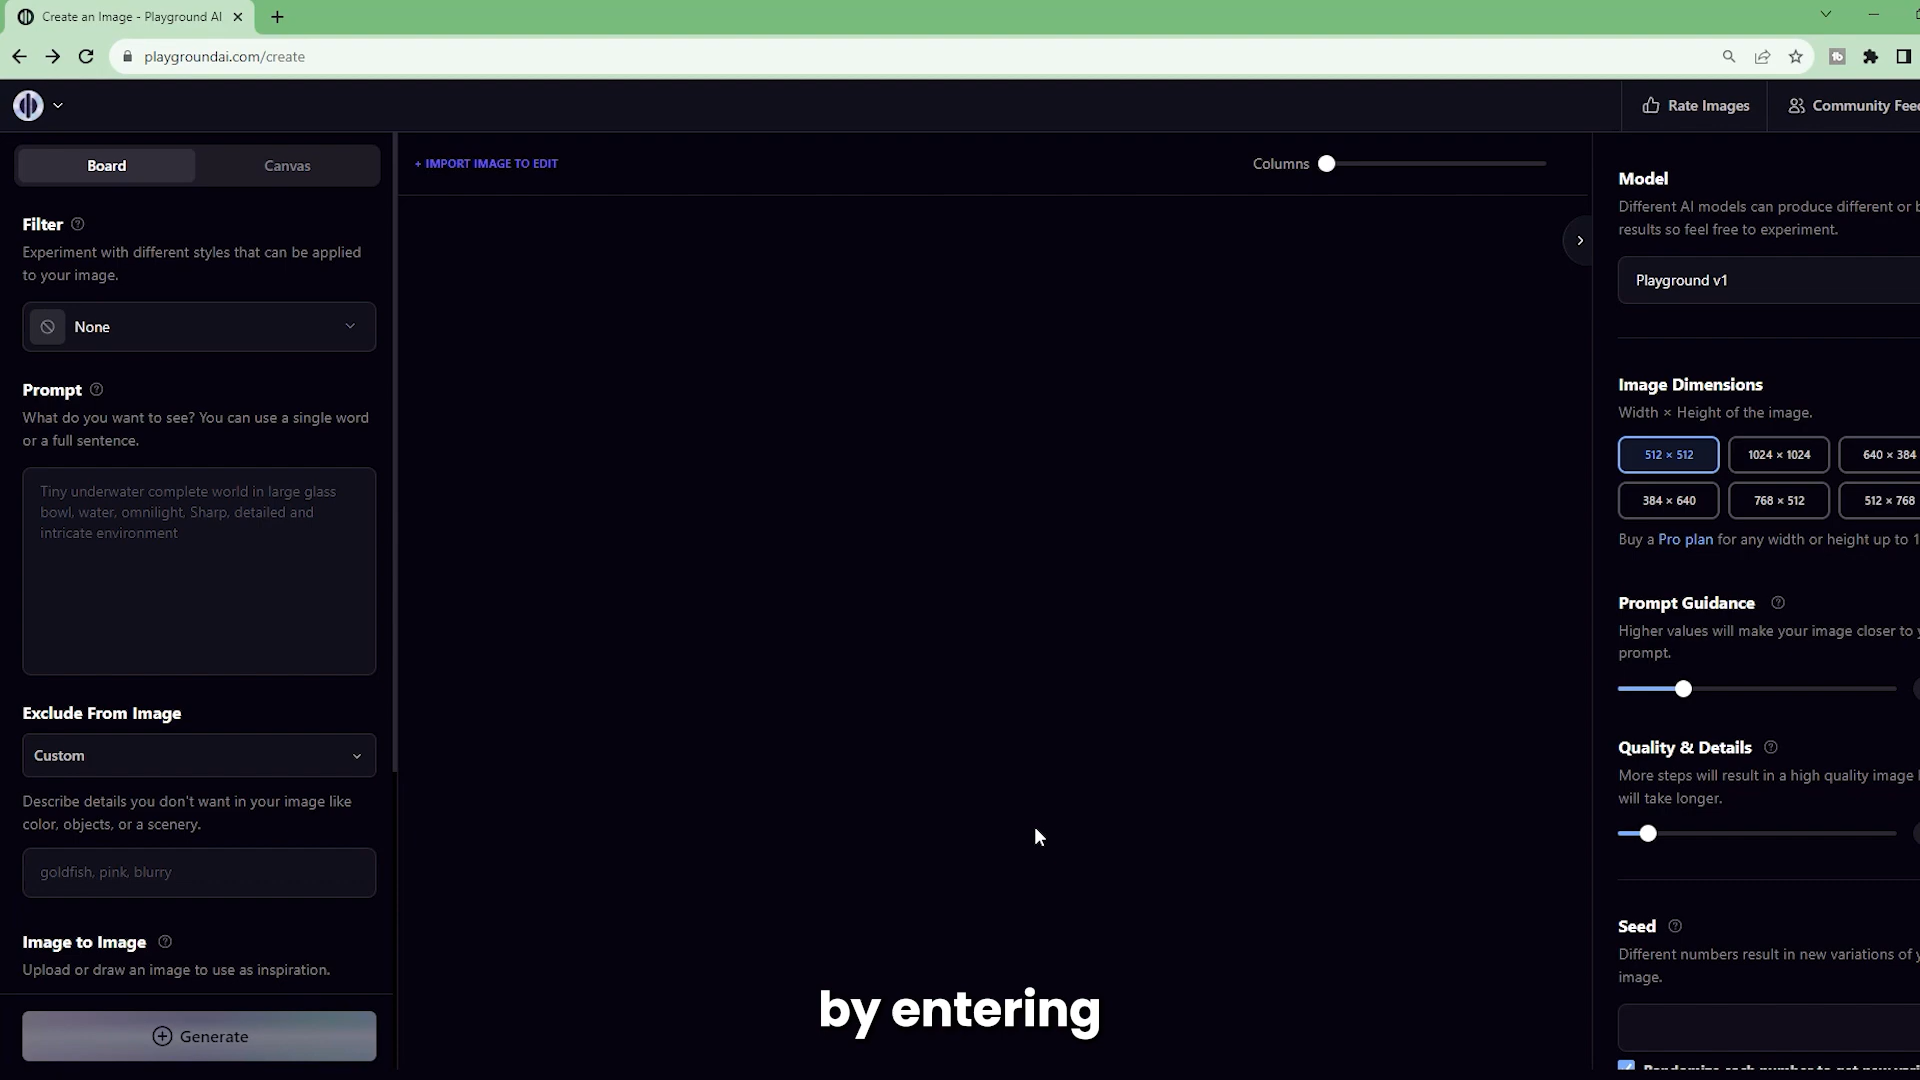 Create an Image - Playground AI
playgroundai.com/create
Rate Images
Community Fee
Board
Canvas
+ IMPORT IMAGE TO EDIT
Columns
Filter
Experiment with different styles that can be applied
to your image.
None
Prompt
What do you want to see? You can use a single word
or a full sentence.
Tiny underwater complete world in large glass
bowl, water, omnilight, Sharp, detailed and
intricate environment
Exclude From Image
Custom
Describe details you don't want in your image like
color, objects, or a scenery.
goldfish, pink, blurry
Image to Image
Upload or draw an image to use as inspiration.
Generate
Model
Different AI models can produce different or b
results so feel free to experiment.
Playground v1
Image Dimensions
Width × Height of the image.
512 × 512
1024 × 1024
640 × 384
384 × 640
768 × 512
512 × 768
Buy a Pro plan for any width or height up to 1
Prompt Guidance
Higher values will make your image closer to y
prompt.
Quality & Details
More steps will result in a high quality image
will take longer.
Seed
Different numbers result in new variations of y
image.
by entering